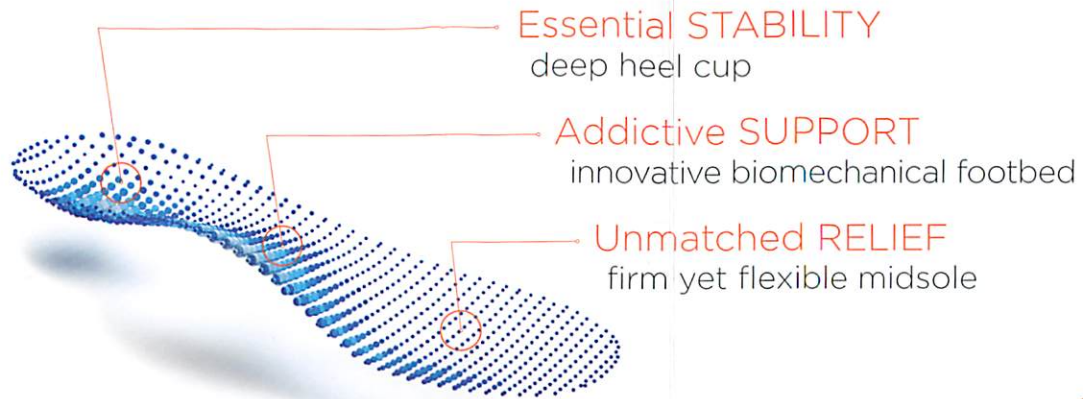 Essential STABILITY
deep heel cup
Addictive SUPPORT
innovative biomechanical footbed
Unmatched RELIEF
firm yet flexible midsole